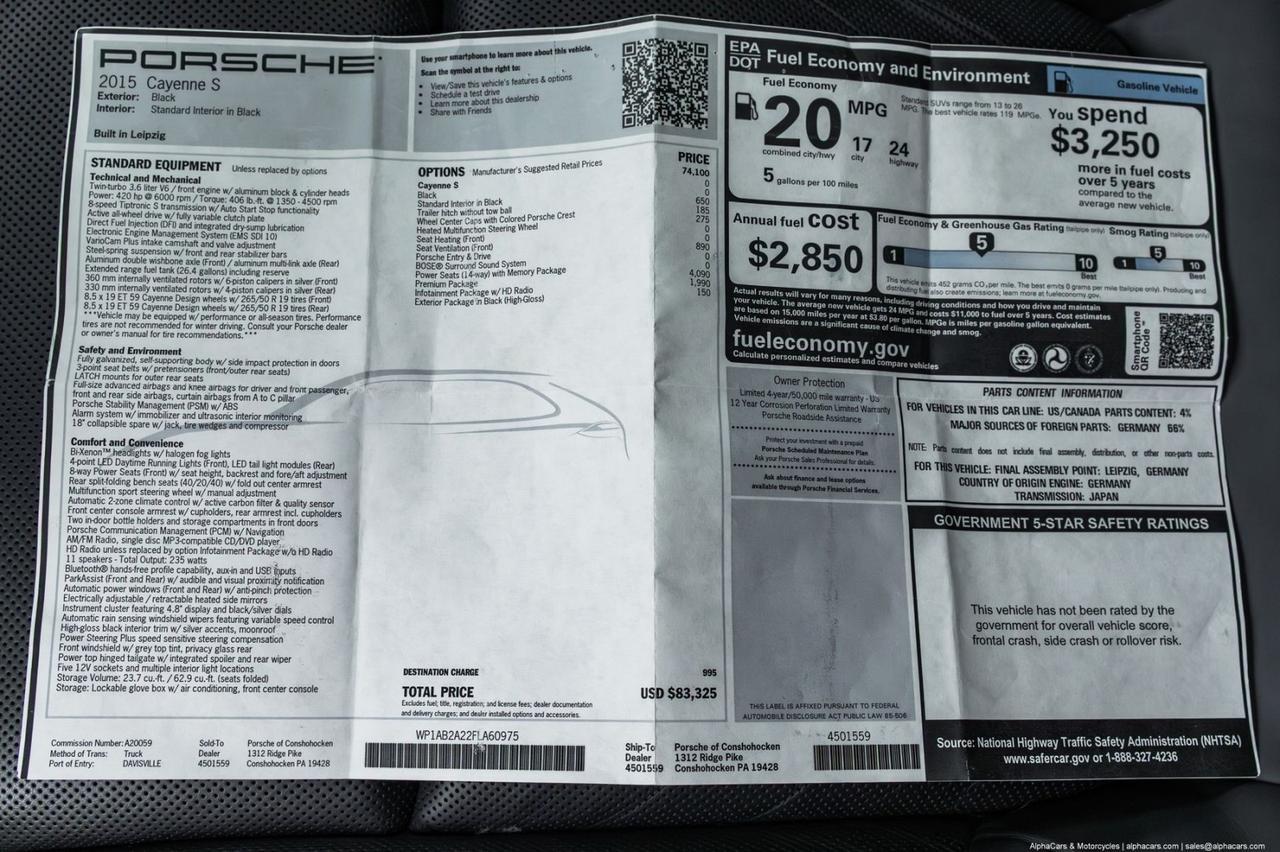 PORSCHE
2015 Cayenne S
Exterior: Black
Interior: Standard Interior in Black
Built in Leipzig
Use your smartphone to learn more about this vehicle.
Scan the symbol at the right to:
• View/Save this vehicle's features & options
• Schedule a test drive
• Learn more about this dealership
• Share with Friends
STANDARD EQUIPMENT Unless replaced by options
Technical and Mechanical
Twin-turbo 3.6 liter V6 / front engine w/ aluminum block & cylinder heads
Power: 420 hp @ 6000 rpm / Torque: 406 lb.-ft. @ 1350 - 4500 rpm
8-speed Tiptronic S transmission w/ Auto Start Stop functionality
Active all-wheel drive w/ fully variable clutch plate
Direct Fuel Injection (DFI) and integrated dry-sump lubrication
Electronic Engine Management System (EMS SDI 10)
VarioCam Plus intake camshaft and valve adjustment
Steel-spring suspension w/ front and rear stabilizer bars
Aluminum double wishbone axle (Front) / aluminum multi-link axle (Rear)
Extended range fuel tank (26.4 gallons) including reserve
360 mm internally ventilated rotors w/ 6-piston calipers in silver (Front)
330 mm internally ventilated rotors w/ 4-piston calipers in silver (Rear)
8.5 x 19 ET 59 Cayenne Design wheels w/ 265/50 R 19 tires (Front)
8.5 x 19 ET 59 Cayenne Design wheels w/ 265/50 R 19 tires (Rear)
***Vehicle may be equipped w/ performance or all-season tires. Performance
tires are not recommended for winter driving. Consult your Porsche dealer
or owner's manual for tire recommendations.***
Safety and Environment
Fully galvanized, self-supporting body w/ side impact protection in doors
3-point seat belts w/ pretensioners (front/outer rear seats)
LATCH mounts for outer rear seats
Full-size advanced airbags and knee airbags for driver and front passenger,
front and rear side airbags, curtain airbags from A to C pillar
Porsche Stability Management (PSM) w/ ABS
Alarm system w/ immobilizer and ultrasonic interior monitoring
18" collapsible spare w/ jack, tire wedges and compressor
Comfort and Convenience
Bi-Xenon™ headlights w/ halogen fog lights
4-point LED Daytime Running Lights (Front), LED tail light modules (Rear)
8-way Power Seats (Front) w/ seat height, backrest and fore/aft adjustment
Rear split-folding bench seats (40/20/40) w/ fold out center armrest
Multifunction sport steering wheel w/ manual adjustment
Automatic 2-zone climate control w/ active carbon filter & quality sensor
Front center console armrest w/ cupholders, rear armrest incl. cupholders
Two in-door bottle holders and storage compartments in front doors
Porsche Communication Management (PCM) w/ Navigation
AM/FM Radio, single disc MP3-compatible CD/DVD player
HD Radio unless replaced by option Infotainment Package w/o HD Radio
11 speakers - Total Output: 235 watts
Bluetooth® hands-free profile capability, aux-in and USB inputs
ParkAssist (Front and Rear) w/ audible and visual proximity notification
Automatic power windows (Front and Rear) w/ anti-pinch protection
Electrically adjustable / retractable heated side mirrors
Instrument cluster featuring 4.8" display and black/silver dials
Automatic rain sensing windshield wipers featuring variable speed control
High-gloss black interior trim w/ silver accents, moonroof
Power Steering Plus speed sensitive steering compensation
Front windshield w/ grey top tint, privacy glass rear
Power top hinged tailgate w/ integrated spoiler and rear wiper
Five 12V sockets and multiple interior light locations
Storage Volume: 23.7 cu.-ft. / 62.9 cu.-ft. (seats folded)
Storage: Lockable glove box w/ air conditioning, front center console
OPTIONS Manufacturer's Suggested Retail Prices PRICE
Cayenne S 74,100
Black 0
Standard Interior in Black 0
Trailer hitch without tow ball 650
Wheel Center Caps with Colored Porsche Crest 185
Heated Multifunction Steering Wheel 275
Seat Heating (Front) 0
Seat Ventilation (Front) 0
Porsche Entry & Drive 890
BOSE® Surround Sound System 0
Power Seats (14-way) with Memory Package 0
Premium Package 4,090
Infotainment Package w/ HD Radio 1,990
Exterior Package in Black (High-Gloss) 150
DESTINATION CHARGE 995
TOTAL PRICE USD $83,325
Excludes fuel; title, registration; and license fees; dealer documentation
and delivery charges; and dealer installed options and accessories.
Commission Number: A20059
Method of Trans: Truck
Port of Entry: DAVISVILLE
Sold-To Porsche of Conshohocken
Dealer 1312 Ridge Pike
4501559 Conshohocken PA 19428
WP1AB2A22FLA60975
Ship-To Porsche of Conshohocken
Dealer 1312 Ridge Pike
4501559 Conshohocken PA 19428
4501559
EPA
DOT Fuel Economy and Environment
Gasoline Vehicle
Fuel Economy
20 MPG
combined city/hwy
17 city
24 highway
5 gallons per 100 miles
Standard SUVs range from 13 to 26
MPG. The best vehicle rates 119 MPGe.
You spend
$3,250
more in fuel costs
over 5 years
compared to the
average new vehicle.
Annual fuel cost
$2,850
Fuel Economy & Greenhouse Gas Rating (tailpipe only)
1 5 10 Best
Smog Rating (tailpipe only)
1 5 10 Best
This vehicle emits 452 grams CO₂ per mile. The best emits 0 grams per mile (tailpipe only). Producing and
distributing fuel also create emissions; learn more at fueleconomy.gov.
Actual results will vary for many reasons, including driving conditions and how you drive and maintain
your vehicle. The average new vehicle gets 24 MPG and costs $11,000 to fuel over 5 years. Cost estimates
are based on 15,000 miles per year at $3.80 per gallon. MPGe is miles per gasoline gallon equivalent.
Vehicle emissions are a significant cause of climate change and smog.
fueleconomy.gov
Calculate personalized estimates and compare vehicles
Smartphone
QR Code™
Owner Protection
Limited 4-year/50,000 mile warranty - US
12 Year Corrosion Perforation Limited Warranty
Porsche Roadside Assistance
Protect your investment with a prepaid
Porsche Scheduled Maintenance Plan
Ask your Porsche Sales Professional for details.
Ask about finance and lease options
available through Porsche Financial Services.
THIS LABEL IS AFFIXED PURSUANT TO FEDERAL
AUTOMOBILE DISCLOSURE ACT PUBLIC LAW 85-506
PARTS CONTENT INFORMATION
FOR VEHICLES IN THIS CAR LINE: US/CANADA PARTS CONTENT: 4%
MAJOR SOURCES OF FOREIGN PARTS: GERMANY 66%
NOTE: Parts content does not include final assembly, distribution, or other non-parts costs.
FOR THIS VEHICLE: FINAL ASSEMBLY POINT: LEIPZIG, GERMANY
COUNTRY OF ORIGIN ENGINE: GERMANY
TRANSMISSION: JAPAN
GOVERNMENT 5-STAR SAFETY RATINGS
This vehicle has not been rated by the
government for overall vehicle score,
frontal crash, side crash or rollover risk.
Source: National Highway Traffic Safety Administration (NHTSA)
www.safercar.gov or 1-888-327-4236
AlphaCars & Motorcycles | alphacars.com | sales@alphacars.com